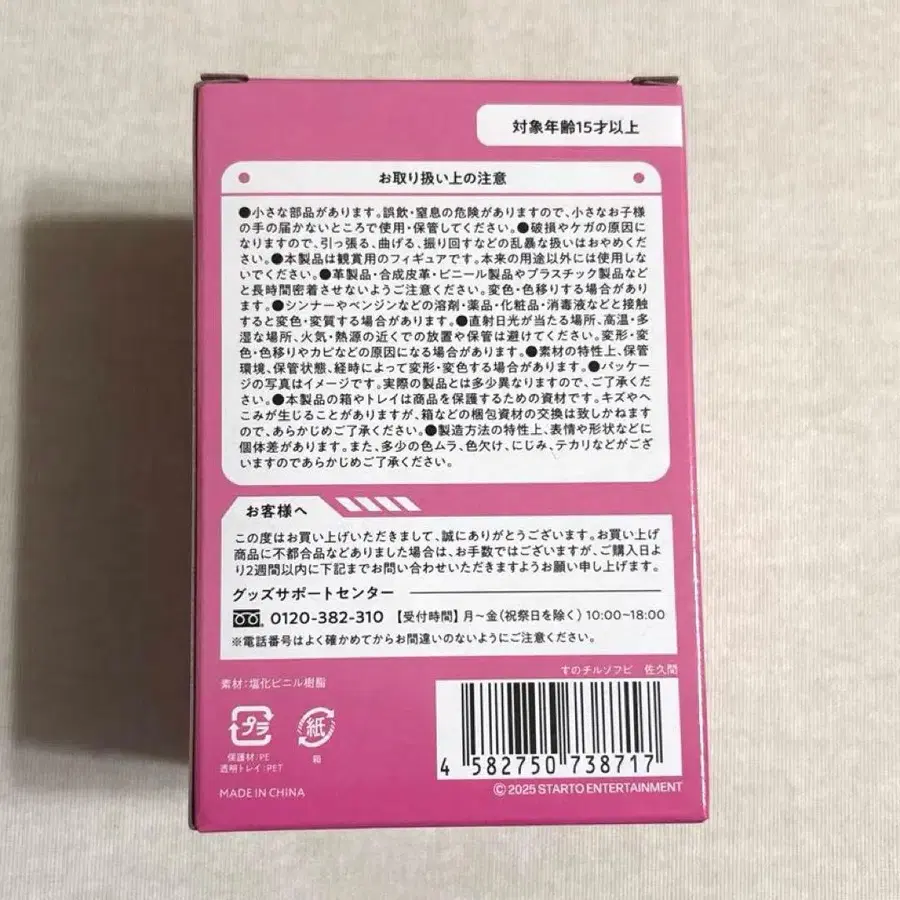 対象年齢15才以上
お取り扱い上の注意
●小さな部品があります。誤飲・窒息の危険がありますので、小さなお子様
の手の届かないところで使用・保管してください。●破損やケガの原因に
なりますので、引っ張る、曲げる、振り回すなどの乱暴な扱いはおやめくだ
さい。●本製品は観賞用のフィギュアです。本来の用途以外には使用しな
いでください。●革製品・合成皮革・ビニール製品やプラスチック製品など
と長時間密着させないようご注意ください。変色・色移りする場合がありま
す。●シンナーやベンジンなどの溶剤・薬品・化粧品・消毒液などと接触
すると変色・変質する場合があります。●直射日光が当たる場所、高温・多
湿な場所、火気・熱源の近くでの放置や保管は避けてください。変形・変
色・色移りやカビなどの原因になる場合があります。●素材の特性上、保管
環境、保管状態、経時によって変形・変色する場合があります。●パッケー
ジの写真はイメージです。実際の製品とは多少異なりますので、ご了承くだ
さい。●本製品の箱やトレイは商品を保護するための資材です。キズやへ
こみが生じることがありますが、箱などの梱包資材の交換は致しかねます
ので、あらかじめご了承ください。●製造方法の特性上、表情や形状などに
個体差があります。また、多少の色ムラ、色欠け、にじみ、テカリなどがござ
いますのであらかじめご了承ください。
お客様へ
この度はお買い上げいただきまして、誠にありがとうございます。お買い上げ
商品に不都合品などありました場合は、お手数ではございますが、ご購入日より
2週間以内に下記までお問い合わせいただきますようお願い申し上げます。
グッズサポートセンター
0120-382-310 【受付時間】月〜金(祝祭日を除く)10:00~18:00
※電話番号はよく確かめてからお間違いのないようにご注意ください。
すのチルソフビ 佐久間
素材:塩化ビニル樹脂
プラ
紙
保護材:PE
透明トレイ:PET
箱
4 582750 738717
MADE IN CHINA
©2025 STARTO ENTERTAINMENT